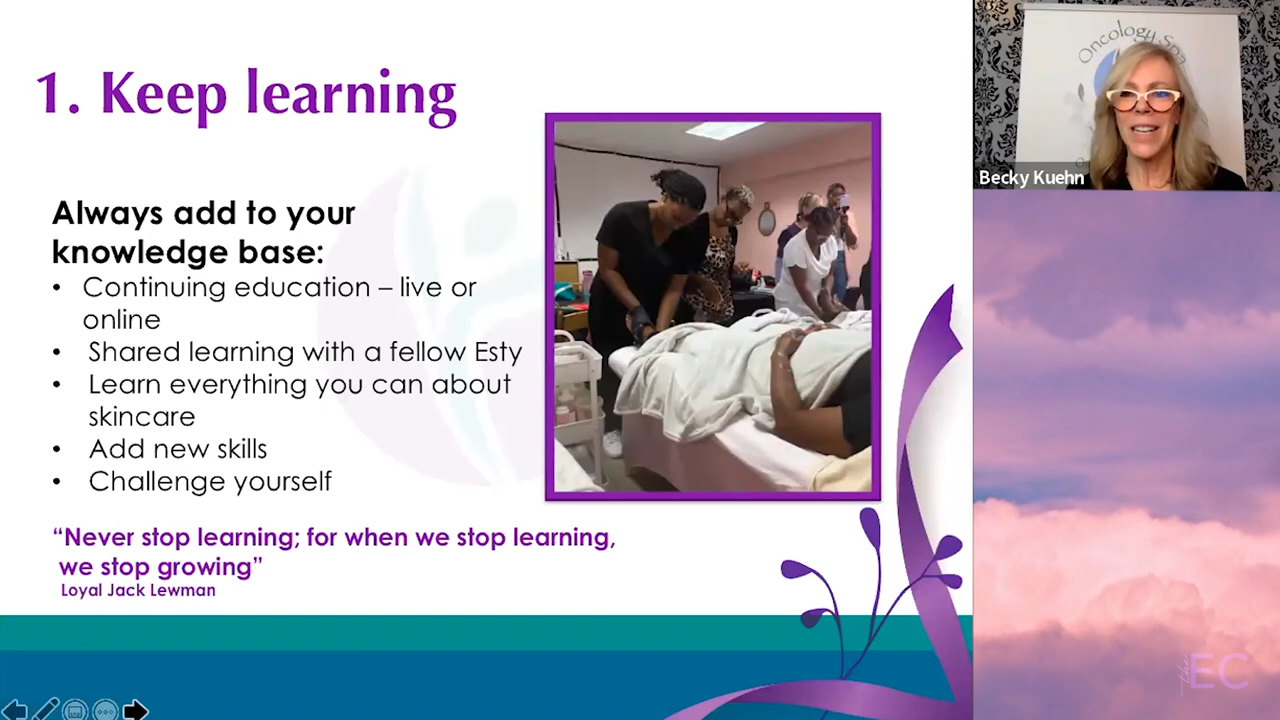 1. Keep learning
Always add to your
knowledge base:
• Continuing education – live or
online
• Shared learning with a fellow Esty
• Learn everything you can about
skincare
• Add new skills
• Challenge yourself
“Never stop learning; for when we stop learning,
we stop growing”
Loyal Jack Lewman
Oncology Spa
Becky Kuehn
the EC